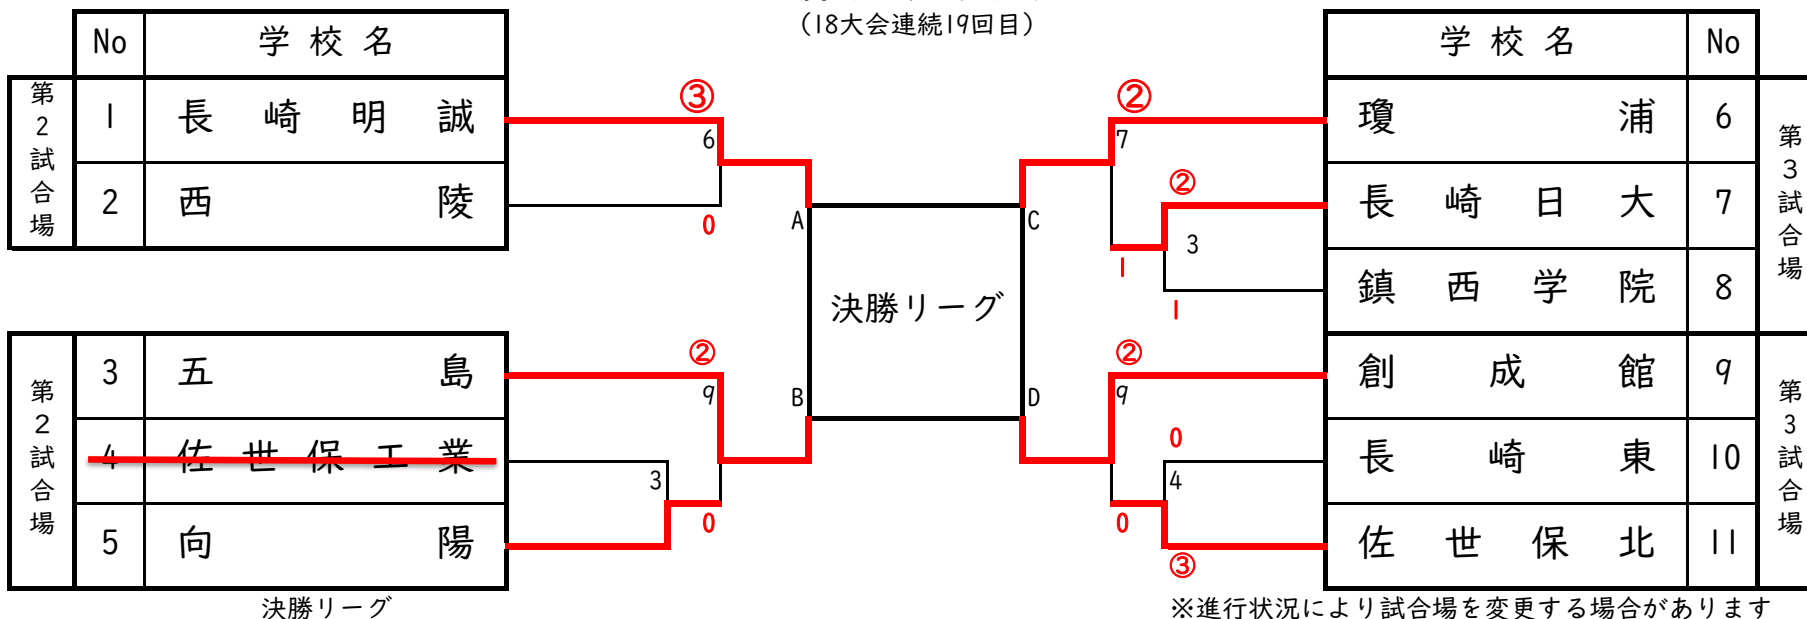 (18大会連続19回目)
No 学校名
第2試合場
1 長崎明誠
2 西陵
第2試合場
3 五島
4 佐世保工業
5 向陽
決勝リーグ
③
6
0
A
②
9
B
3
0
決勝リーグ
②
7
C
②
3
1
1
②
9
D
0
4
0
③
学校名 No
瓊浦 6
長崎日大 7
鎮西学院 8
第3試合場
創成館 9
長崎東 10
佐世保北 11
第3試合場
※進行状況により試合場を変更する場合があります